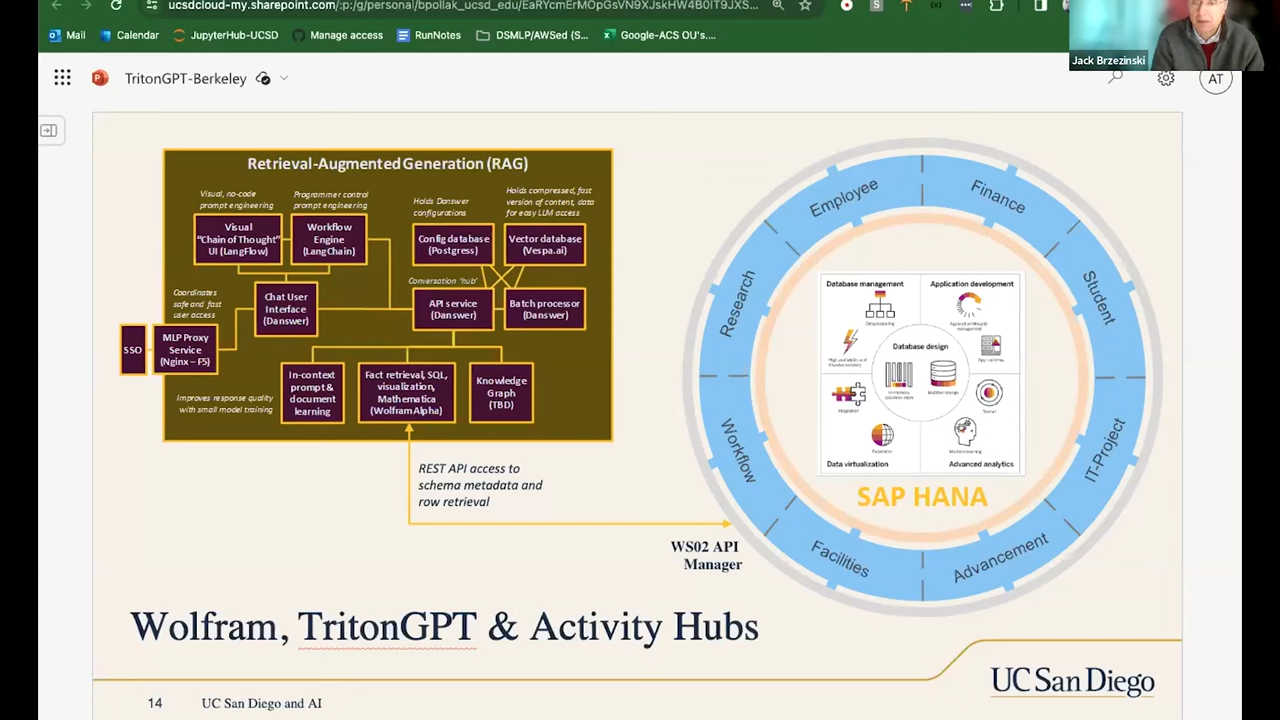 ucsdcloud-my.sharepoint.com/:p:/g/personal/bpollak_ucsd_edu/EaRYcmErMOpGsVN9XJskHW4B0IT9JXS...
Mail
Calendar
JupyterHub-UCSD
Manage access
RunNotes
DSMLP/AWSed (S...
Google-ACS OU's....
Jack Brzezinski
TritonGPT-Berkeley
AT
Retrieval-Augmented Generation (RAG)
Visual, no-code
prompt engineering
Programmer control
prompt engineering
Holds Danswer
configurations
Holds compressed, fast
version of content, data
for easy LLM access
Visual
"Chain of Thought"
UI (LangFlow)
Workflow
Engine
(LangChain)
Config database
(Postgres)
Vector database
(Vespa.ai)
Conversation 'hub'
Coordinates
safe and fast
user access
Chat User
Interface
(Danswer)
API service
(Danswer)
Batch processor
(Danswer)
SSO
MLP Proxy
Service
(Nginx – F5)
Improves response quality
with small model training
In-context
prompt &
document
learning
Fact retrieval, SQL,
visualization,
Mathematica
(Wolfram Alpha)
Knowledge
Graph
(TBD)
REST API access to
schema metadata and
row retrieval
WS02 API
Manager
Employee
Finance
Student
IT-Project
Advancement
Facilities
Workflow
Research
Database management
Application development
Database design
Data virtualization
Advanced analytics
SAP HANA
Wolfram, TritonGPT & Activity Hubs
UC San Diego
14
UC San Diego and AI